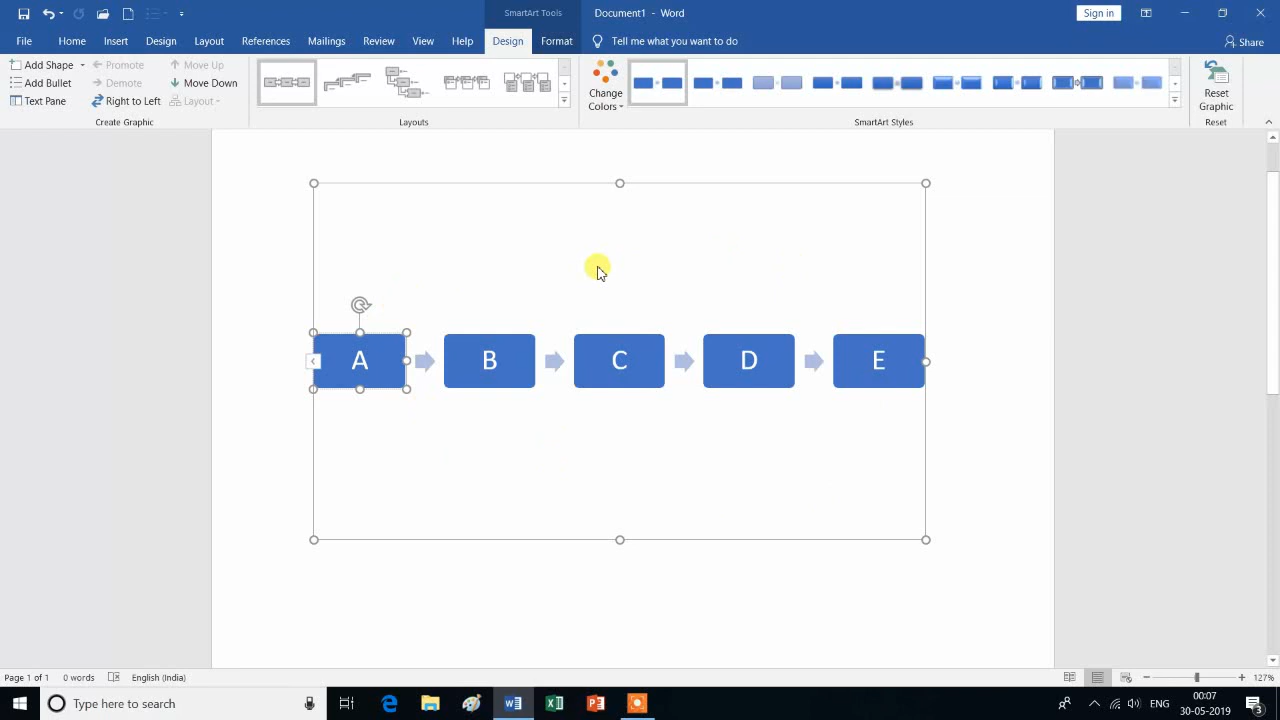 SmartArt Tools
Document1 - Word
Sign in
File Home Insert Design Layout References Mailings Review View Help Design Format Tell me what you want to do Share
Add Shape Promote Move Up
Add Bullet Demote Move Down
Text Pane Right to Left Layout
Create Graphic
Layouts
Change
Colors
SmartArt Styles
Reset
Graphic
Reset
A B C D E
Page 1 of 1 0 words English (India) 127%
Type here to search
ENG
00:07
30-05-2019
3